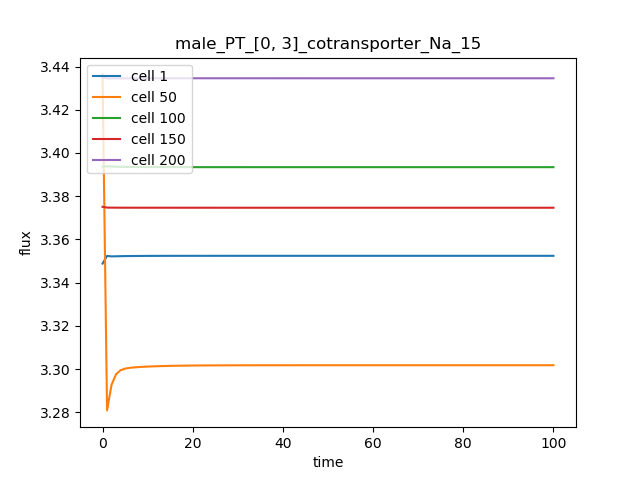 male_PT_[0, 3]_cotransporter_Na_15
3.44
3.42
3.40
3.38
3.36
3.34
3.32
3.30
3.28
flux
cell 1
cell 50
cell 100
cell 150
cell 200
0
20
40
60
80
100
time